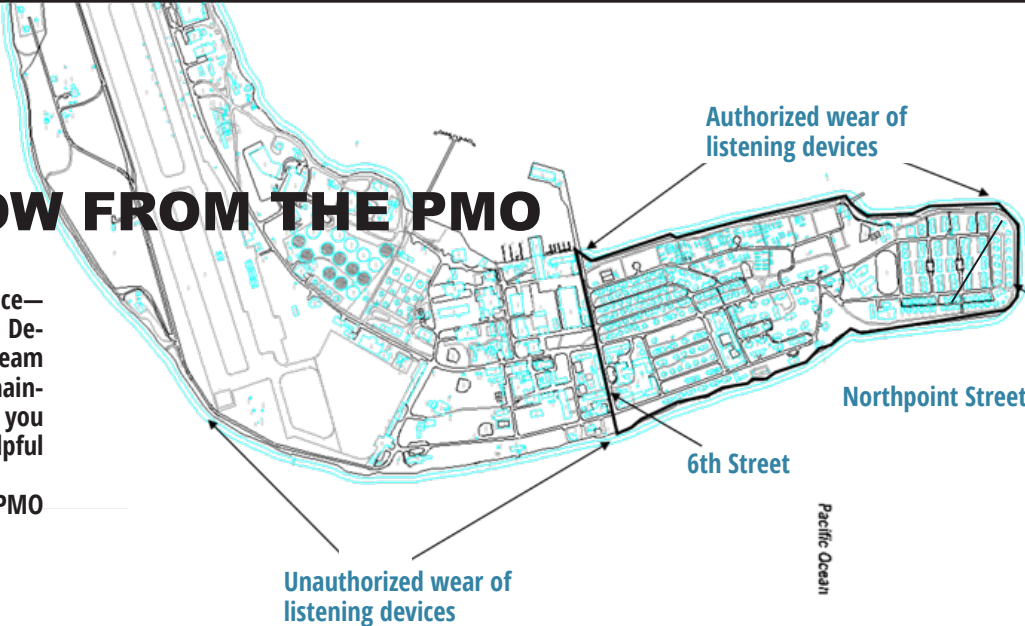 OW FROM THE PMO
ce—
De-
eam
ain-
you
lpful
PMO
Authorized wear of
listening devices
Northpoint Street
6th Street
Pacific Ocean
Unauthorized wear of
listening devices